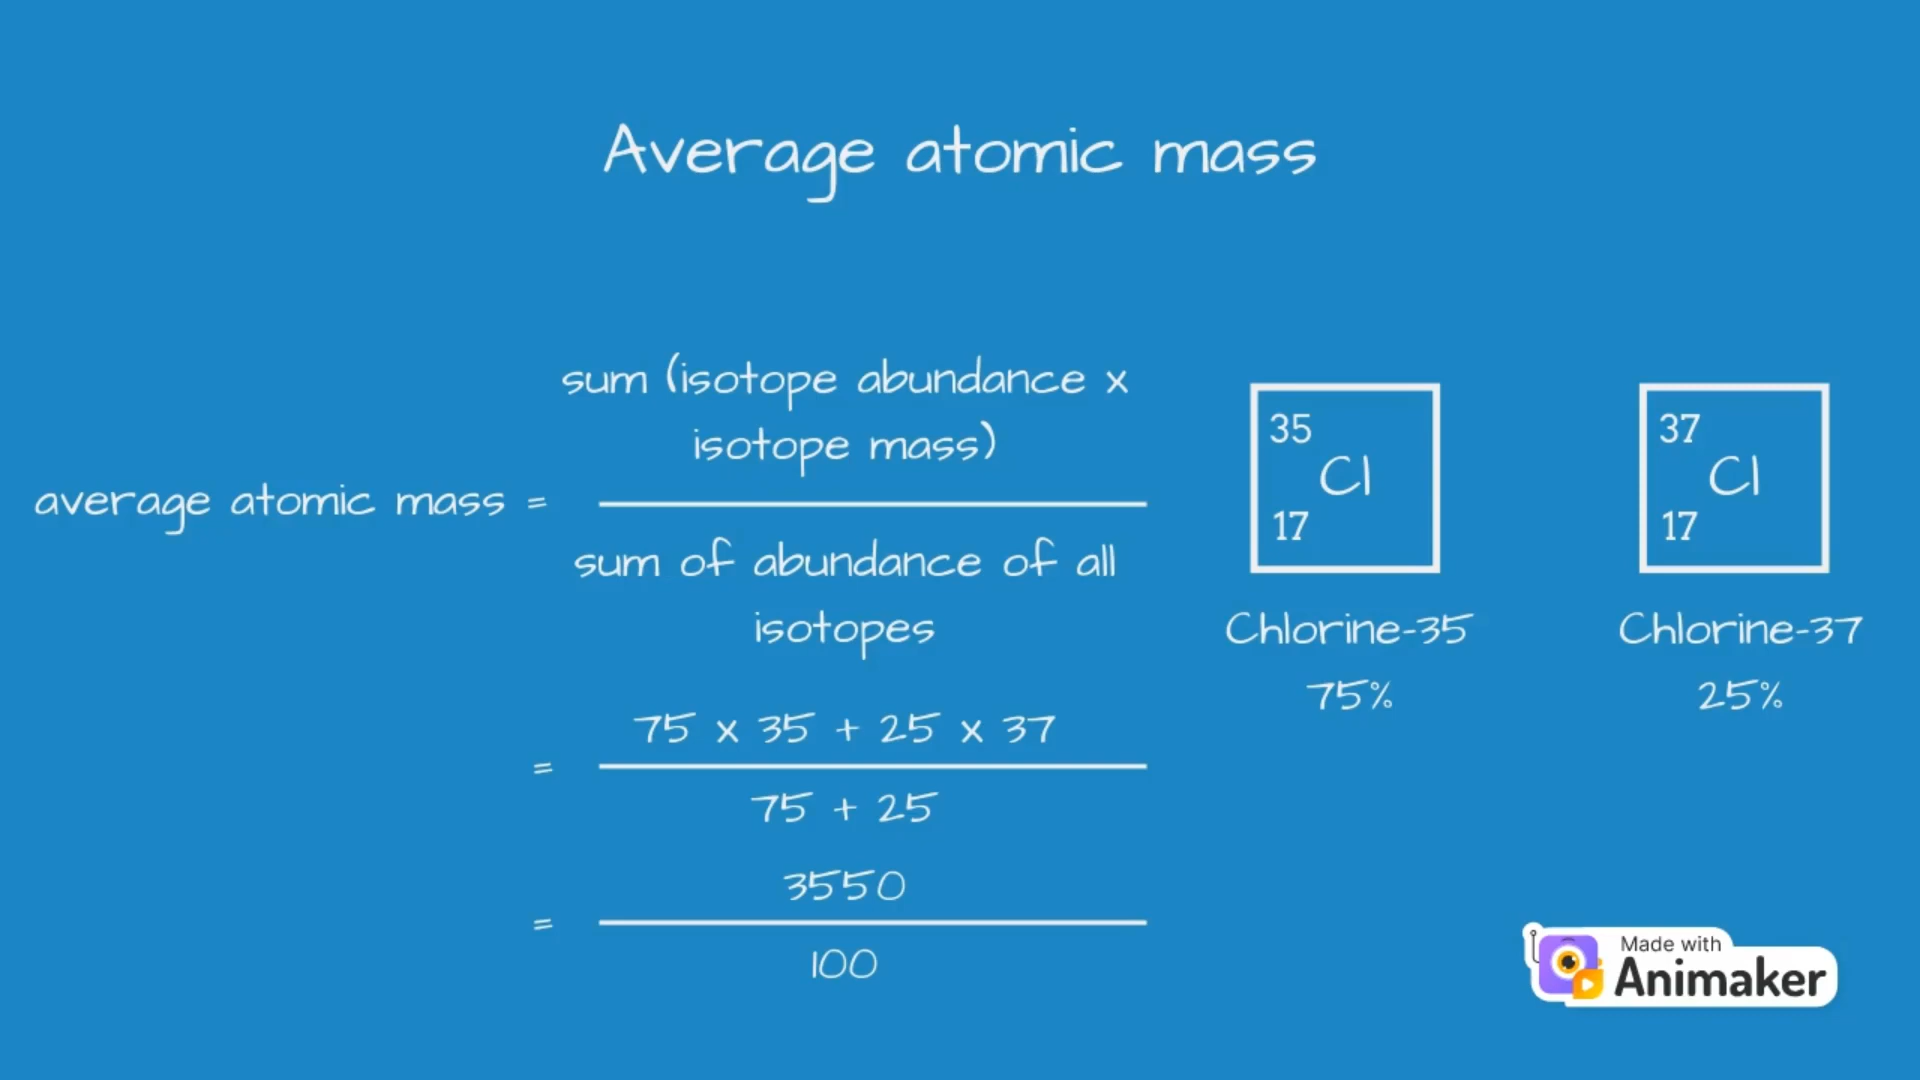 Average atomic mass
sum (isotope abundance x
isotope mass)
average atomic mass =
sum of abundance of all
isotopes
75 x 35 + 25 x 37
=
75 + 25
3550
=
100
35
Cl
17
Chlorine-35
75%
37
Cl
17
Chlorine-37
25%
Made with
Animaker